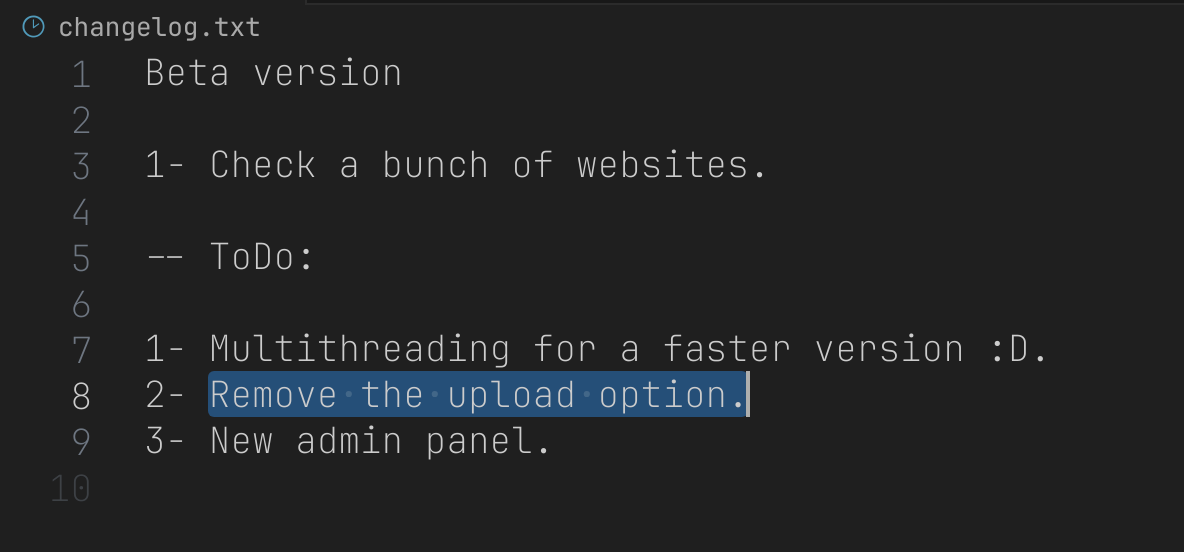 changelog.txt
1 Beta version
2
3 1- Check a bunch of websites.
4
5 -- ToDo:
6
7 1- Multithreading for a faster version :D.
8 2- Remove the upload option.
9 3- New admin panel.
10